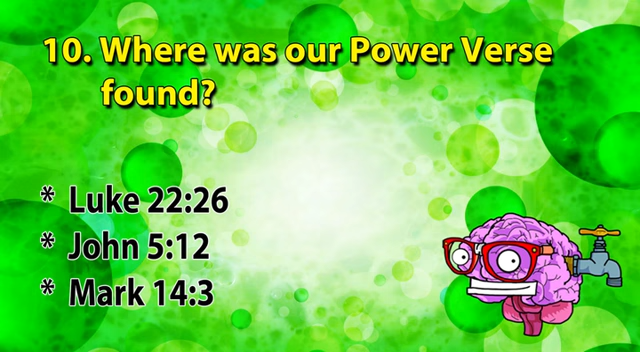 10. Where was our Power Verse
found?
* Luke 22:26
* John 5:12
* Mark 14:3